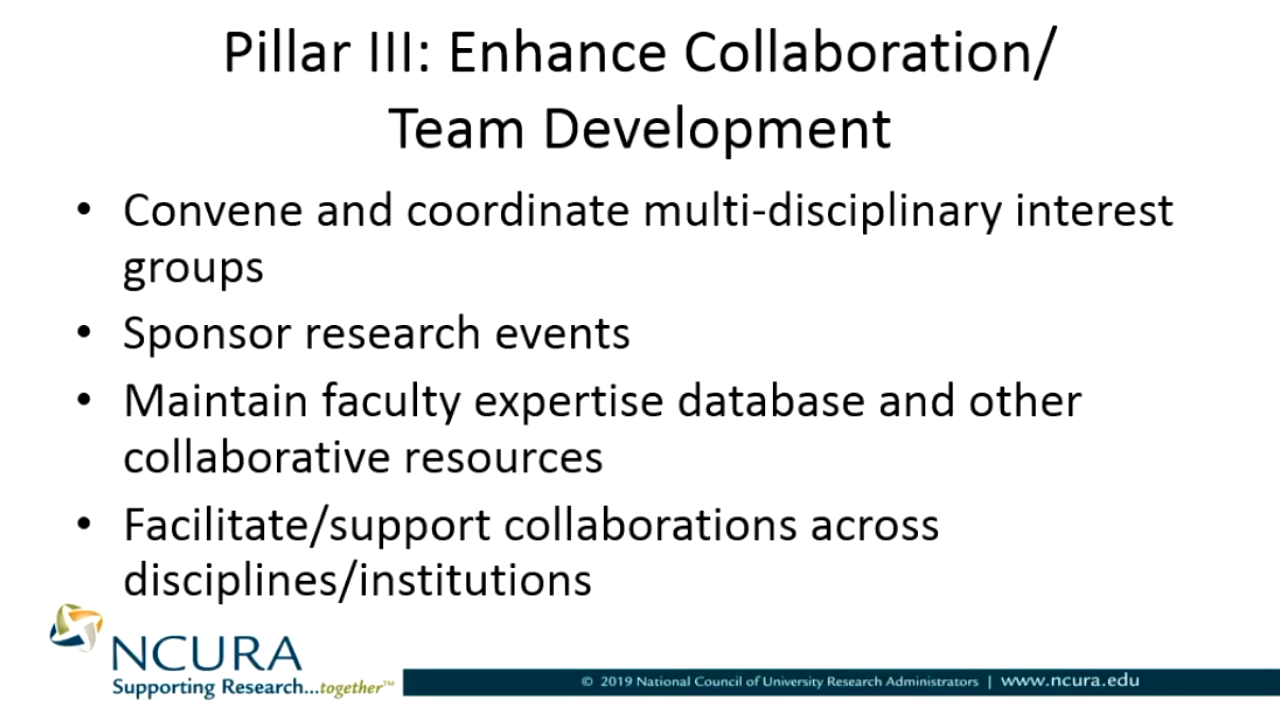 Pillar III: Enhance Collaboration/
Team Development
• Convene and coordinate multi-disciplinary interest
groups
• Sponsor research events
• Maintain faculty expertise database and other
collaborative resources
• Facilitate/support collaborations across
disciplines/institutions
NCURA
Supporting Research...together™
© 2019 National Council of University Research Administrators | www.ncura.edu